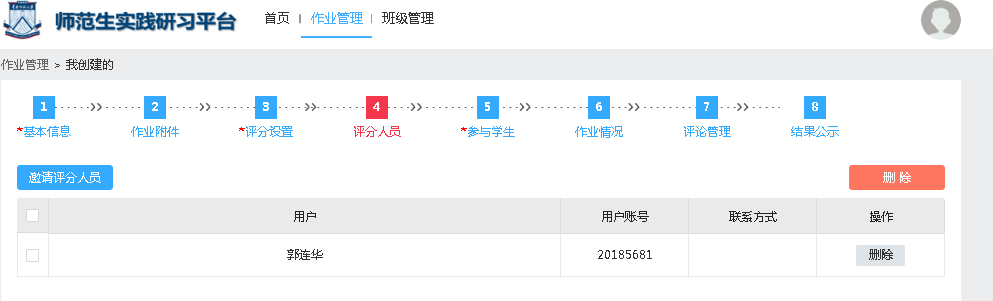 师范生实践研习平台 首页 作业管理 班级管理
作业管理 > 我创建的
1 2 3 4 5 6 7 8
*基本信息 作业附件 *评分设置 评分人员 *参与学生 作业情况 评论管理 结果公示
邀请评分人员 删 除
用户 用户账号 联系方式 操作
郭连华 20185681 删除